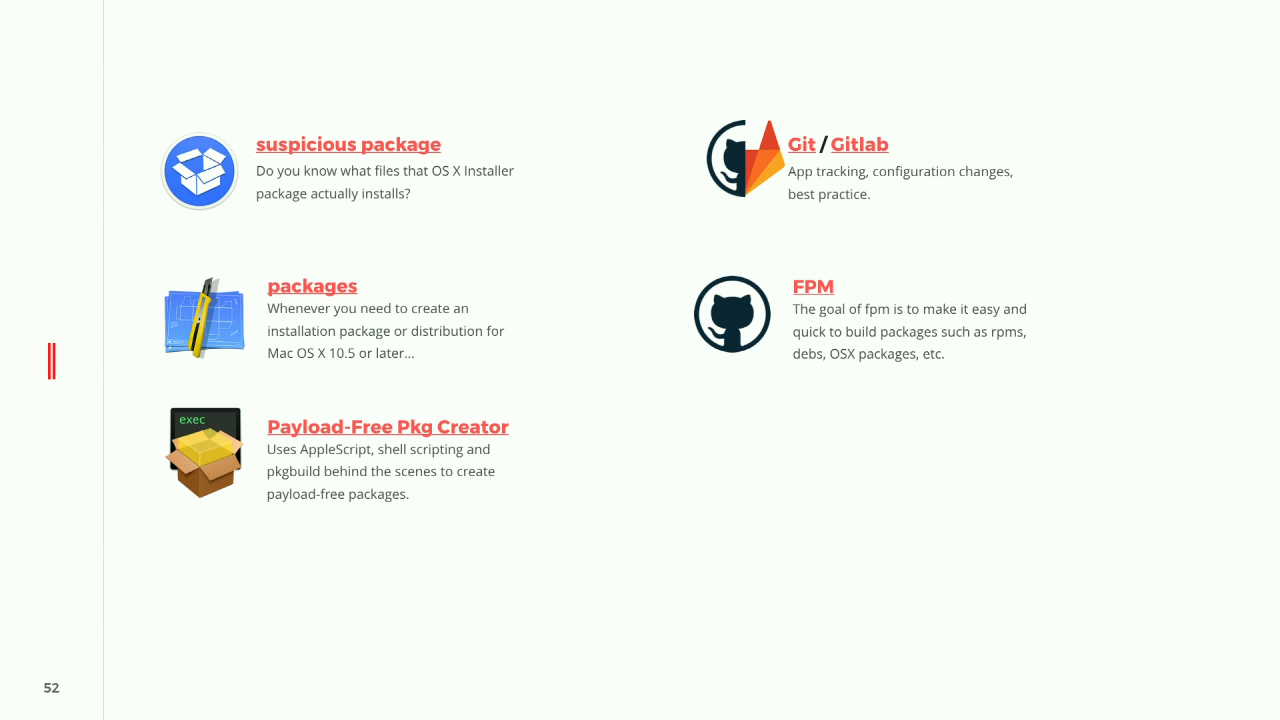 suspicious package
Do you know what files that OS X Installer
package actually installs?
packages
Whenever you need to create an
installation package or distribution for
Mac OS X 10.5 or later...
exec
Payload-Free Pkg Creator
Uses AppleScript, shell scripting and
pkgbuild behind the scenes to create
payload-free packages.
Git / Gitlab
App tracking, configuration changes,
best practice.
FPM
The goal of fpm is to make it easy and
quick to build packages such as rpms,
debs, OSX packages, etc.
52